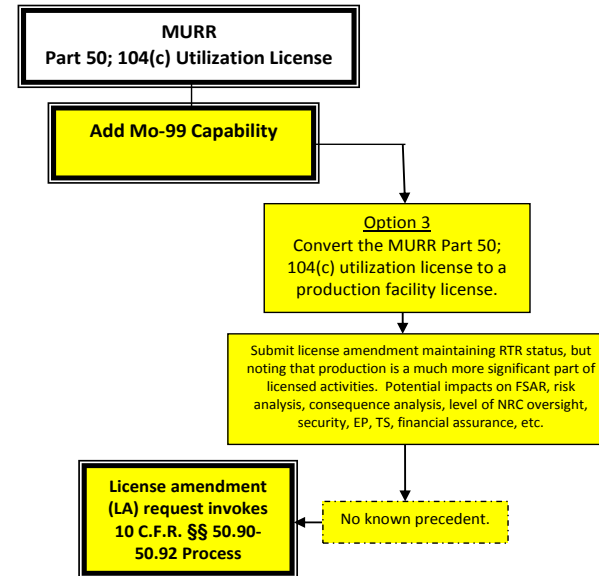 MURR
Part 50; 104(c) Utilization License
Add Mo-99 Capability
Option 3
Convert the MURR Part 50;
104(c) utilization license to a
production facility license.
Submit license amendment maintaining RTR status, but
noting that production is a much more significant part of
licensed activities.  Potential impacts on FSAR, risk
analysis, consequence analysis, level of NRC oversight,
security, EP, TS, financial assurance, etc.
License amendment
(LA) request invokes
10 C.F.R. §§ 50.90-
50.92 Process
No known precedent.